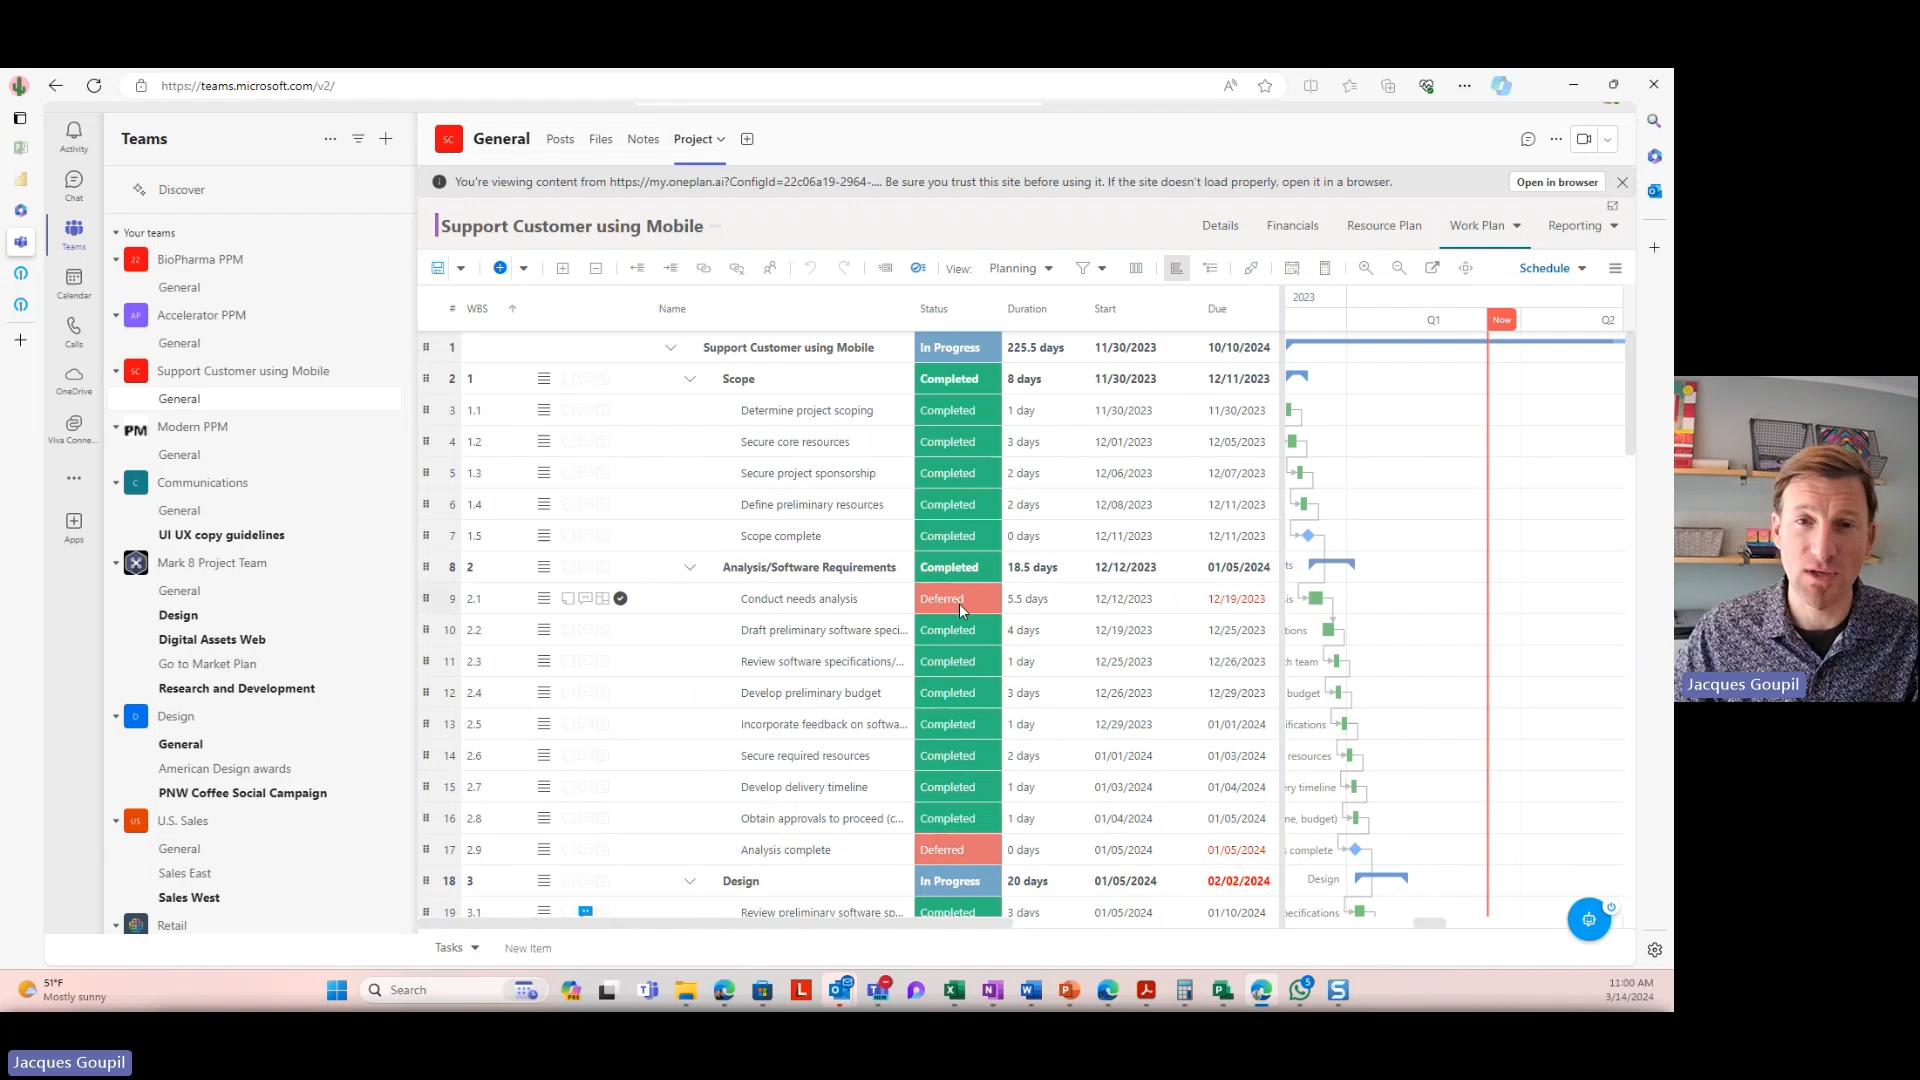 https://teams.microsoft.com/v2/
Activity
Chat
Teams
Calendar
Calls
OneDrive
Viva Conne...
Apps
Teams
Discover
Your teams
22 BioPharma PPM
General
AP Accelerator PPM
General
SC Support Customer using Mobile
General
PM Modern PPM
General
C Communications
General
UI UX copy guidelines
Mark 8 Project Team
General
Design
Digital Assets Web
Go to Market Plan
Research and Development
D Design
General
American Design awards
PNW Coffee Social Campaign
US U.S. Sales
General
Sales East
Sales West
Retail
SC General Posts Files Notes Project
You're viewing content from https://my.oneplan.ai?ConfigId=22c06a19-2964-.... Be sure you trust this site before using it. If the site doesn't load properly, open it in a browser. Open in browser
Support Customer using Mobile Details Financials Resource Plan Work Plan Reporting
View: Planning Schedule
# WBS Name Status Duration Start Due 2023 Q1 Now Q2
1 Support Customer using Mobile In Progress 225.5 days 11/30/2023 10/10/2024
2 1 Scope Completed 8 days 11/30/2023 12/11/2023
3 1.1 Determine project scoping Completed 1 day 11/30/2023 11/30/2023
4 1.2 Secure core resources Completed 3 days 12/01/2023 12/05/2023
5 1.3 Secure project sponsorship Completed 2 days 12/06/2023 12/07/2023
6 1.4 Define preliminary resources Completed 2 days 12/08/2023 12/11/2023
7 1.5 Scope complete Completed 0 days 12/11/2023 12/11/2023
8 2 Analysis/Software Requirements Completed 18.5 days 12/12/2023 01/05/2024 ts
9 2.1 Conduct needs analysis Deferred 5.5 days 12/12/2023 12/19/2023 is
10 2.2 Draft preliminary software speci... Completed 4 days 12/19/2023 12/25/2023 tions
11 2.3 Review software specifications/... Completed 1 day 12/25/2023 12/26/2023 h team
12 2.4 Develop preliminary budget Completed 3 days 12/26/2023 12/29/2023 budget
13 2.5 Incorporate feedback on softwa... Completed 1 day 12/29/2023 01/01/2024 ifications
14 2.6 Secure required resources Completed 2 days 01/01/2024 01/03/2024 resources
15 2.7 Develop delivery timeline Completed 1 day 01/03/2024 01/04/2024 ry timeline
16 2.8 Obtain approvals to proceed (c... Completed 1 day 01/04/2024 01/05/2024 ne, budget)
17 2.9 Analysis complete Deferred 0 days 01/05/2024 01/05/2024 s complete
18 3 Design In Progress 20 days 01/05/2024 02/02/2024 Design
19 3.1 Review preliminary software sp... Completed 3 days 01/05/2024 01/10/2024 ecifications
Tasks New Item
51°F
Mostly sunny
Search
11:00 AM
3/14/2024
Jacques Goupil
Jacques Goupil